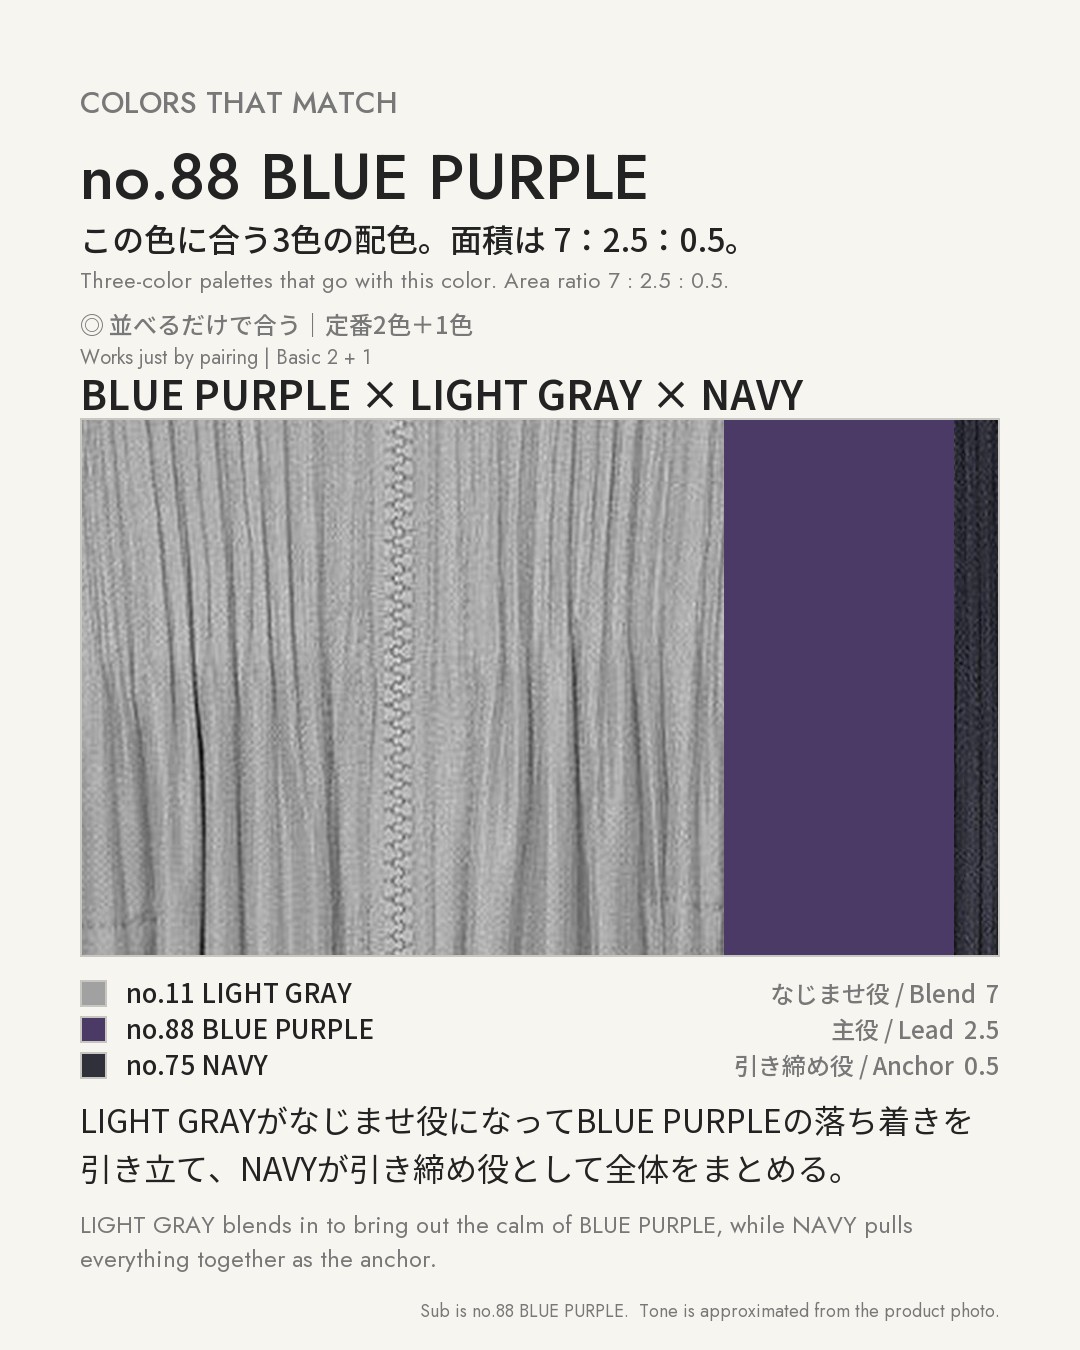 COLORS THAT MATCH
no.88 BLUE PURPLE
この色に合う3色の配色。面積は 7：2.5：0.5。
Three-color palettes that go with this color. Area ratio 7 : 2.5 : 0.5.
◎ 並べるだけで合う｜定番2色＋1色
Works just by pairing | Basic 2 + 1
BLUE PURPLE × LIGHT GRAY × NAVY
no.11 LIGHT GRAY なじませ役 / Blend 7
no.88 BLUE PURPLE 主役 / Lead 2.5
no.75 NAVY 引き締め役 / Anchor 0.5
LIGHT GRAYがなじませ役になってBLUE PURPLEの落ち着きを
引き立て、NAVYが引き締め役として全体をまとめる。
LIGHT GRAY blends in to bring out the calm of BLUE PURPLE, while NAVY pulls
everything together as the anchor.
Sub is no.88 BLUE PURPLE. Tone is approximated from the product photo.